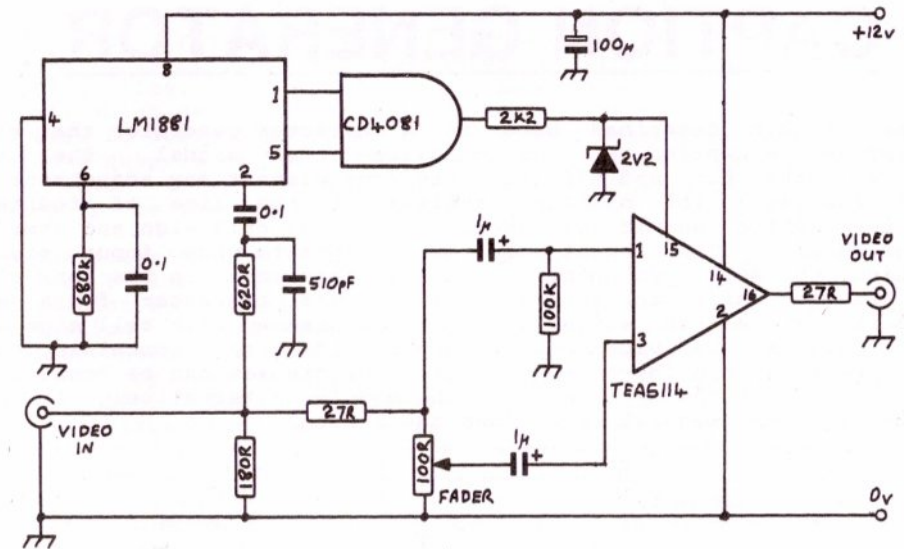 +12v
100µ
8
4
LM1881
1
5
6
2
CD4081
2K2
2V2
0.1
680K
0.1
620R
510pF
1µ
+
100K
1
15
14
16
3
2
TEA5114
27R
VIDEO
OUT
VIDEO
IN
27R
180R
100R
FADER
1µ
+
0v